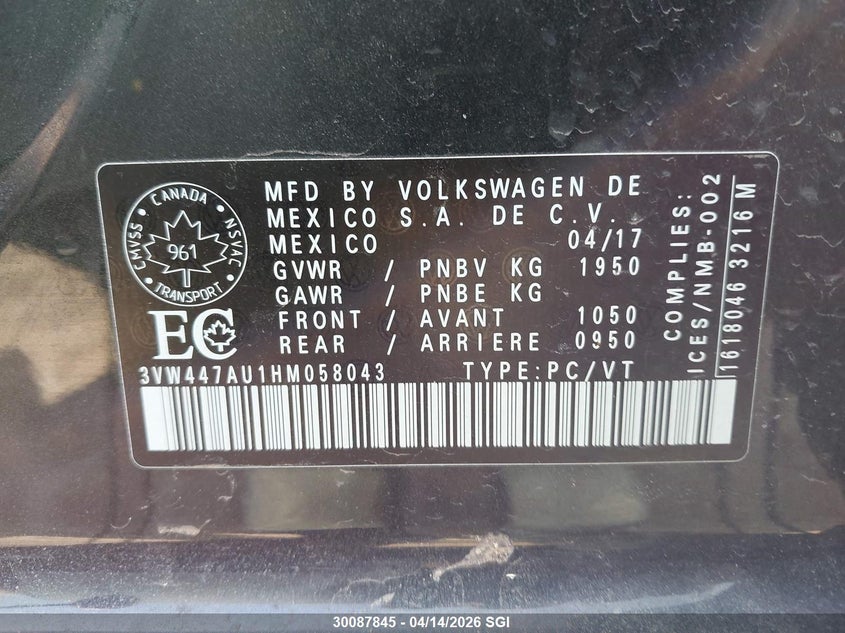 CANADA
CMVSS • NSVAC
961
TRANSPORT
EC
MFD BY VOLKSWAGEN DE
MEXICO S.A. DE C.V.
MEXICO 04/17
GVWR / PNBV KG 1950
GAWR / PNBE KG
FRONT / AVANT 1050
REAR / ARRIERE 0950
3VW447AU1HM058043 TYPE:PC/VT
COMPLIES:
ICES/NMB-002
1618046 3216 M
30087845 - 04/14/2026 SGI